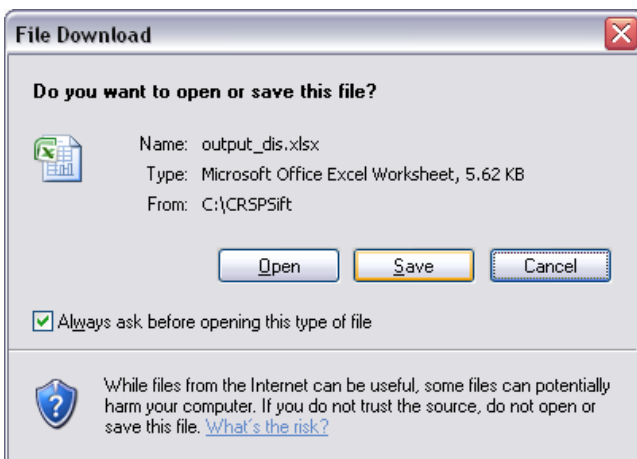 File Download
Do you want to open or save this file?
Name: output_dis.xlsx
Type: Microsoft Office Excel Worksheet, 5.62 KB
From: C:\CRSPSift
Open Save Cancel
Always ask before opening this type of file
While files from the Internet can be useful, some files can potentially
harm your computer. If you do not trust the source, do not open or
save this file. What's the risk?